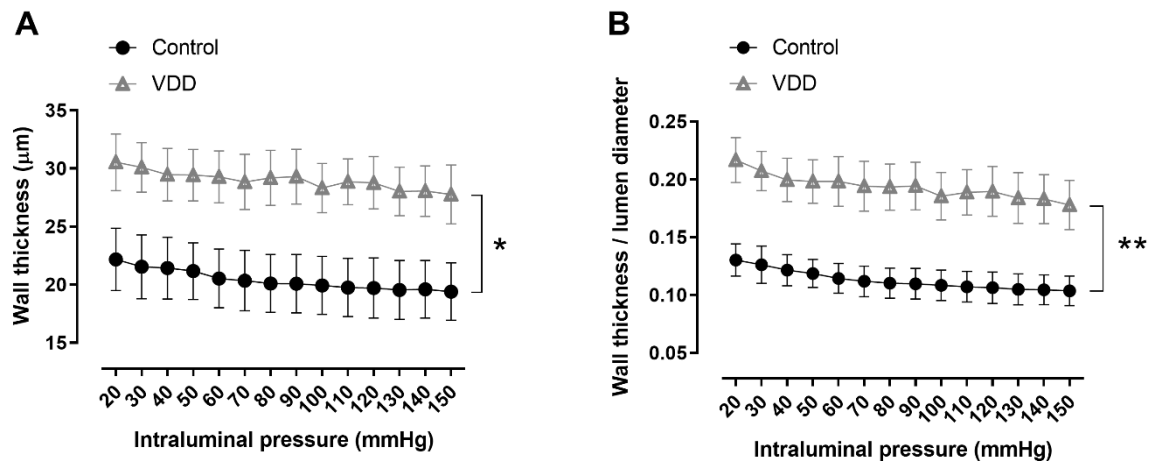 A
Control
VDD
Wall thickness (μm)
35
30
25
20
15
*
20 30 40 50 60 70 80 90 100 110 120 130 140 150
Intraluminal pressure (mmHg)
B
Control
VDD
Wall thickness / lumen diameter
0.25
0.20
0.15
0.10
0.05
**
20 30 40 50 60 70 80 90 100 110 120 130 140 150
Intraluminal pressure (mmHg)